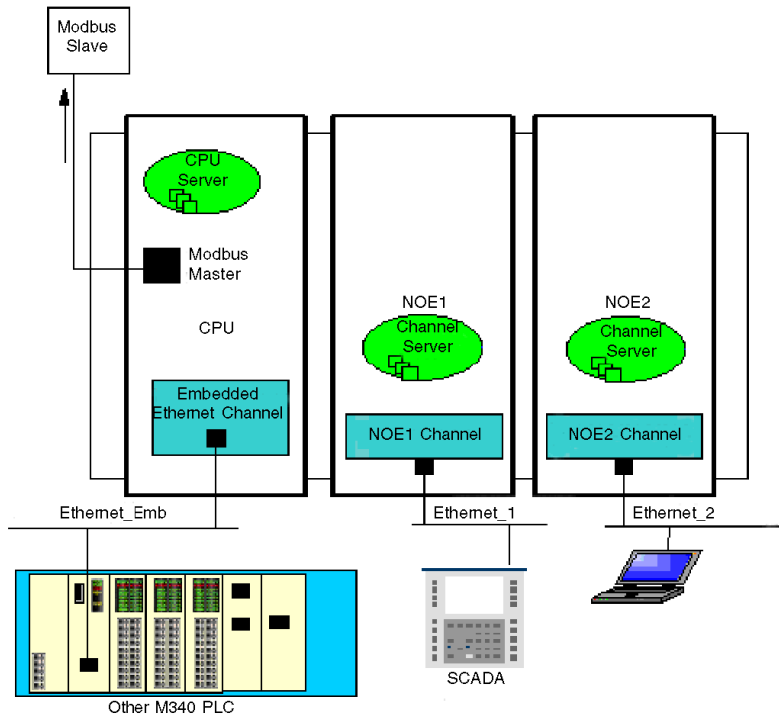 Modbus
Slave
CPU
Server
Modbus
Master
CPU
NOE1
NOE2
Channel
Server
Channel
Server
Embedded
Ethernet Channel
NOE1 Channel
NOE2 Channel
Ethernet_Emb
Ethernet_1
Ethernet_2
SCADA
Other M340 PLC